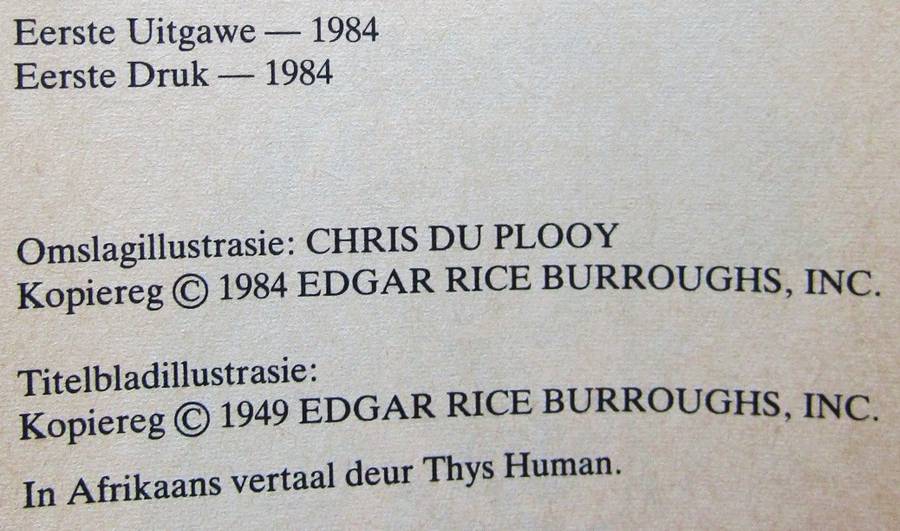 Eerste Uitgawe — 1984
Eerste Druk — 1984
Omslagillustrasie: CHRIS DU PLOOY
Kopiereg © 1984 EDGAR RICE BURROUGHS, INC.
Titelbladillustrasie:
Kopiereg © 1949 EDGAR RICE BURROUGHS, INC.
In Afrikaans vertaal deur Thys Human.